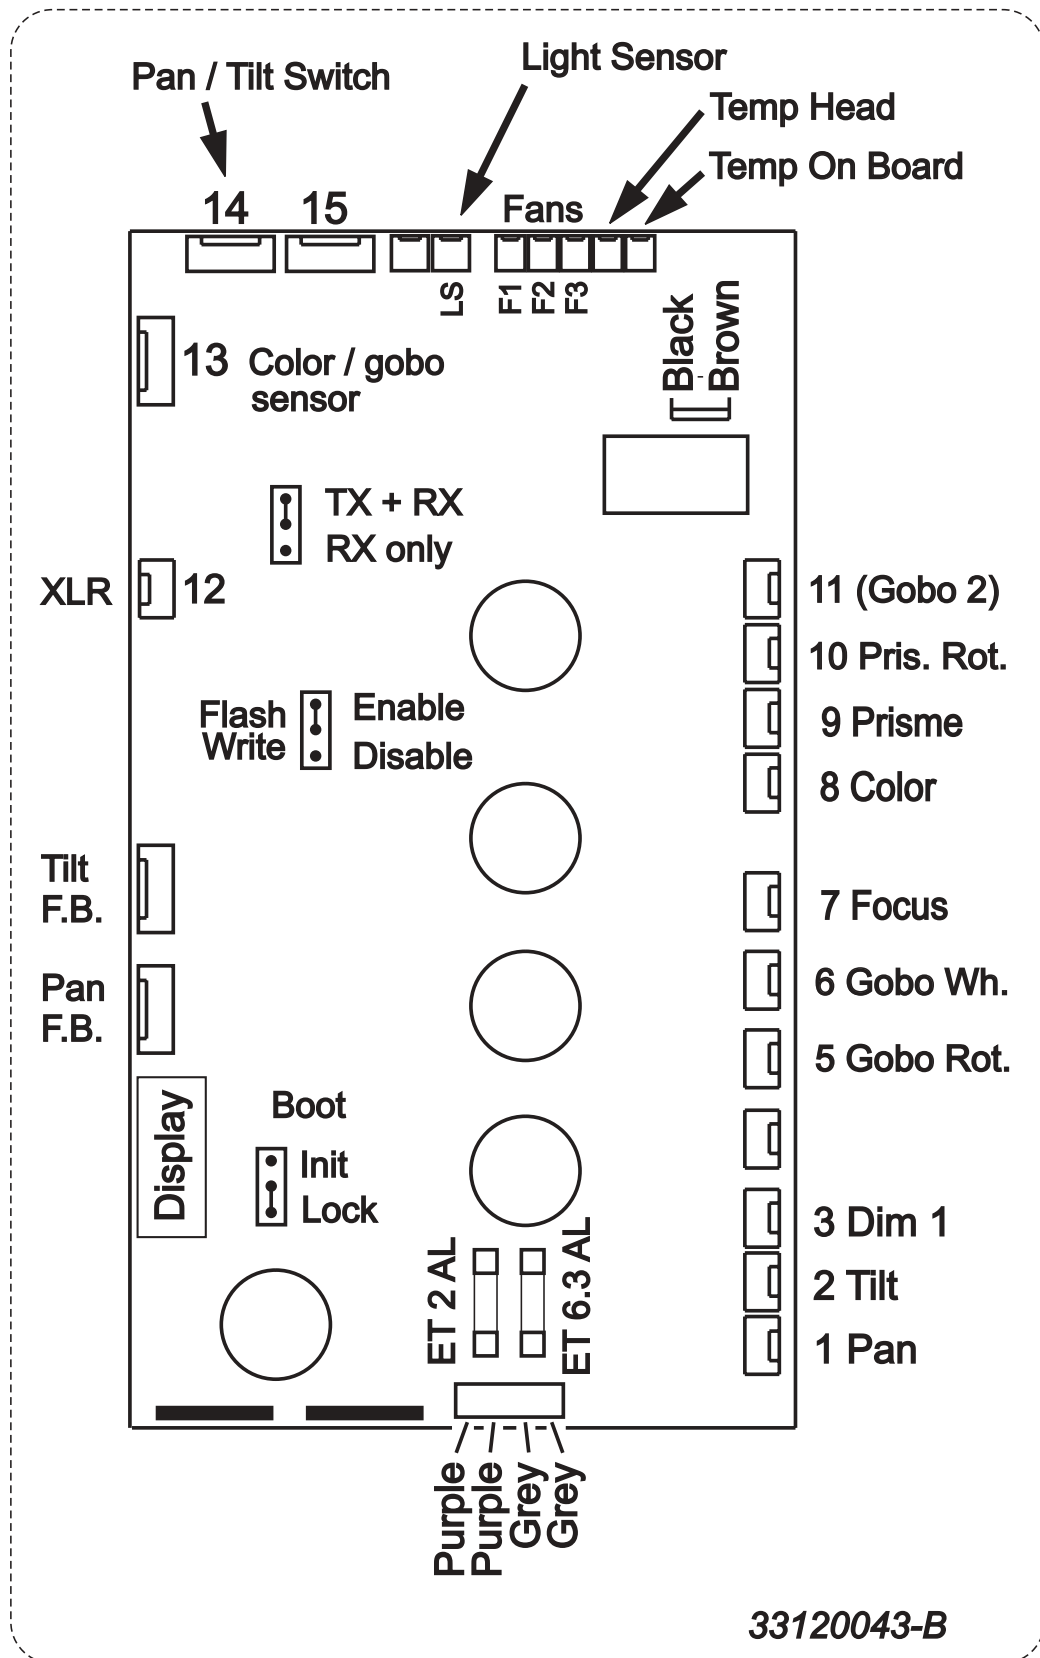 Light Sensor
Pan / Tilt Switch
Temp Head
Temp On Board
14
15
Fans
LS
F1
F2
F3
Black
Brown
13 Color / gobo
sensor
TX + RX
RX only
XLR
12
11 (Gobo 2)
10 Pris. Rot.
Flash
Write
Enable
Disable
9 Prisme
8 Color
Tilt
F.B.
7 Focus
Pan
F.B.
6 Gobo Wh.
5 Gobo Rot.
Display
Boot
Init
Lock
3 Dim 1
2 Tilt
1 Pan
ET 2 AL
ET 6.3 AL
Purple
Purple
Grey
Grey
33120043-B